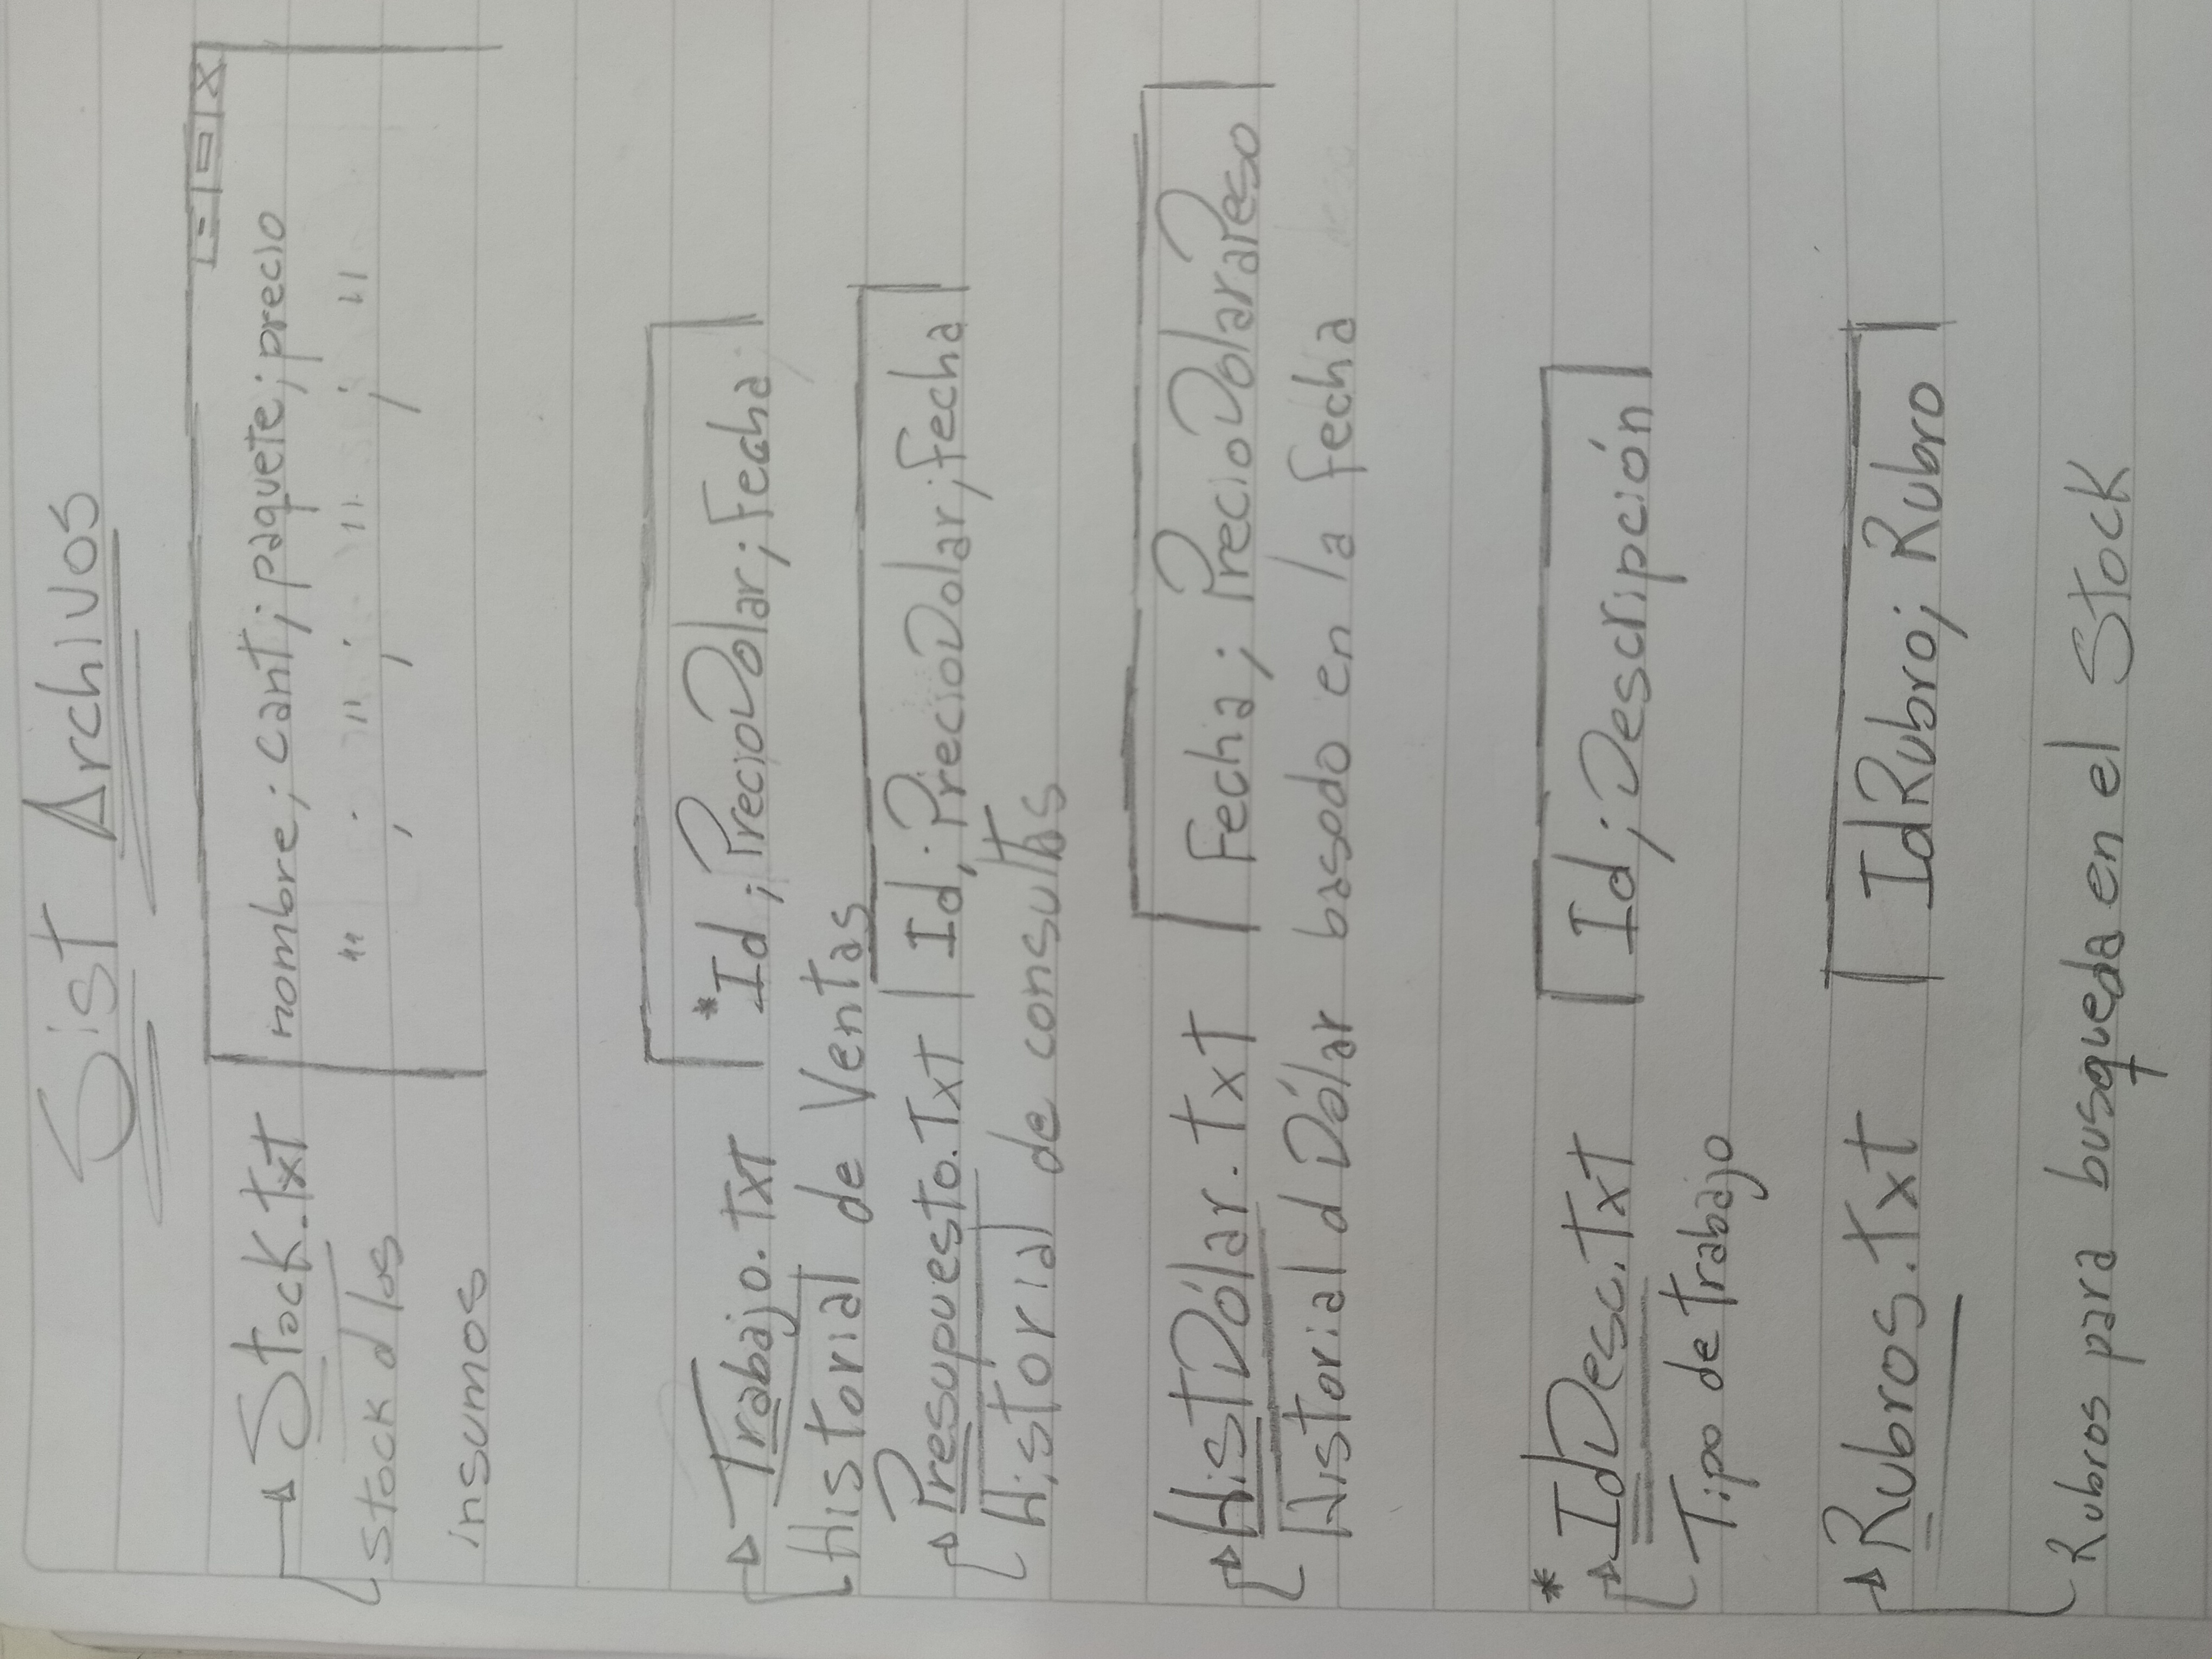 Sist Archivos
Stock.txt
nombre; cant; paquete; precio
" ; " ; " ; "
stock d los
insumos
Trabajo.txt
*Id; PrecioDolar; Fecha
Historial de Ventas
Presupuesto.Txt
Id; PrecioDolar; fecha
Historial de consultas
HistDólar.txt
Fecha; PrecioDolaraPeso
Historial d Dólar basodo en la fecha
*
IdDesc.txt
Id; Descripción
Tipo de trabajo
Rubros.txt
IdRubro; Rubro
Rubros para busqueda en el Stock